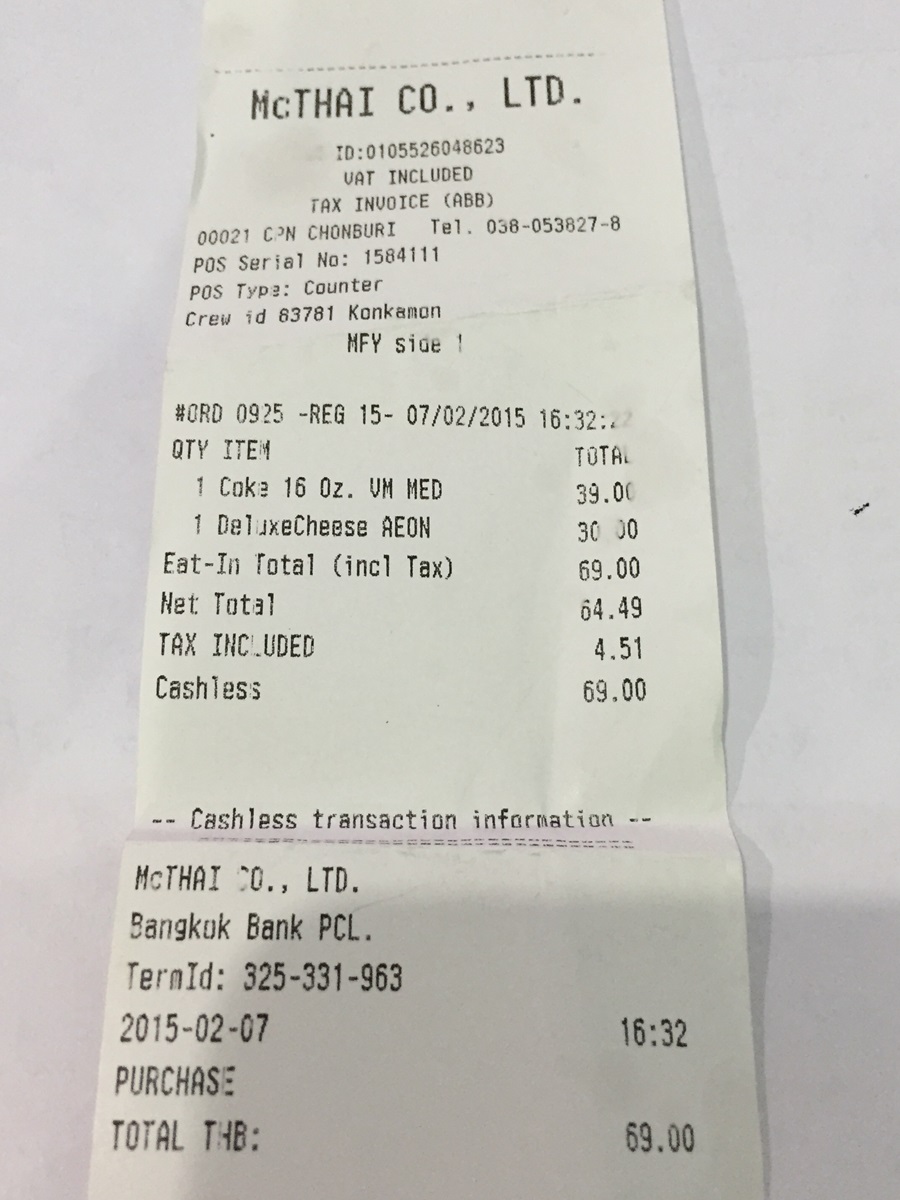 McTHAI CO., LTD.
ID:0105526048623
VAT INCLUDED
TAX INVOICE (ABB)
00021 CPN CHONBURI Tel. 038-053827-8
POS Serial No: 1584111
POS Type: Counter
Crew id 83781 Konkamon
MFY side 1
#ORD 0925 -REG 15- 07/02/2015 16:32:
QTY ITEM TOTAL
1 Coke 16 Oz. VM MED 39.00
1 DeluxeCheese AEON 30.00
Eat-In Total (incl Tax) 69.00
Net Total 64.49
TAX INCLUDED 4.51
Cashless 69.00
-- Cashless transaction information --
McTHAI CO., LTD.
Bangkok Bank PCL.
TermId: 325-331-963
2015-02-07 16:32
PURCHASE
TOTAL THB: 69.00